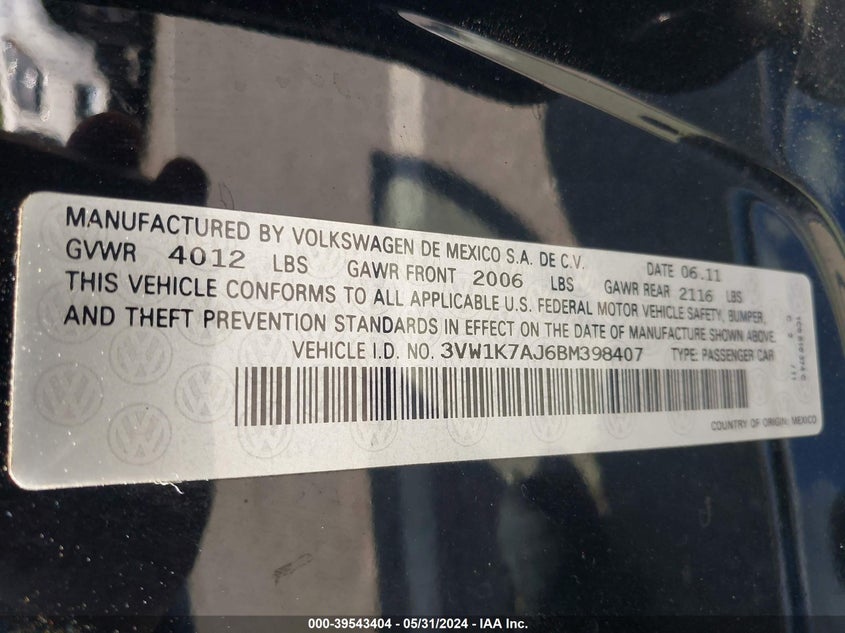 MANUFACTURED BY VOLKSWAGEN DE MEXICO S.A. DE C.V. DATE 06.11
GVWR 4012 LBS GAWR FRONT 2006 LBS GAWR REAR 2116 LBS
THIS VEHICLE CONFORMS TO ALL APPLICABLE U.S. FEDERAL MOTOR VEHICLE SAFETY, BUMPER,
AND THEFT PREVENTION STANDARDS IN EFFECT ON THE DATE OF MANUFACTURE SHOWN ABOVE.
VEHICLE I.D. NO. 3VW1K7AJ6BM398407 TYPE: PASSENGER CAR
COUNTRY OF ORIGIN: MEXICO
000-39543404 - 05/31/2024 - IAA Inc.